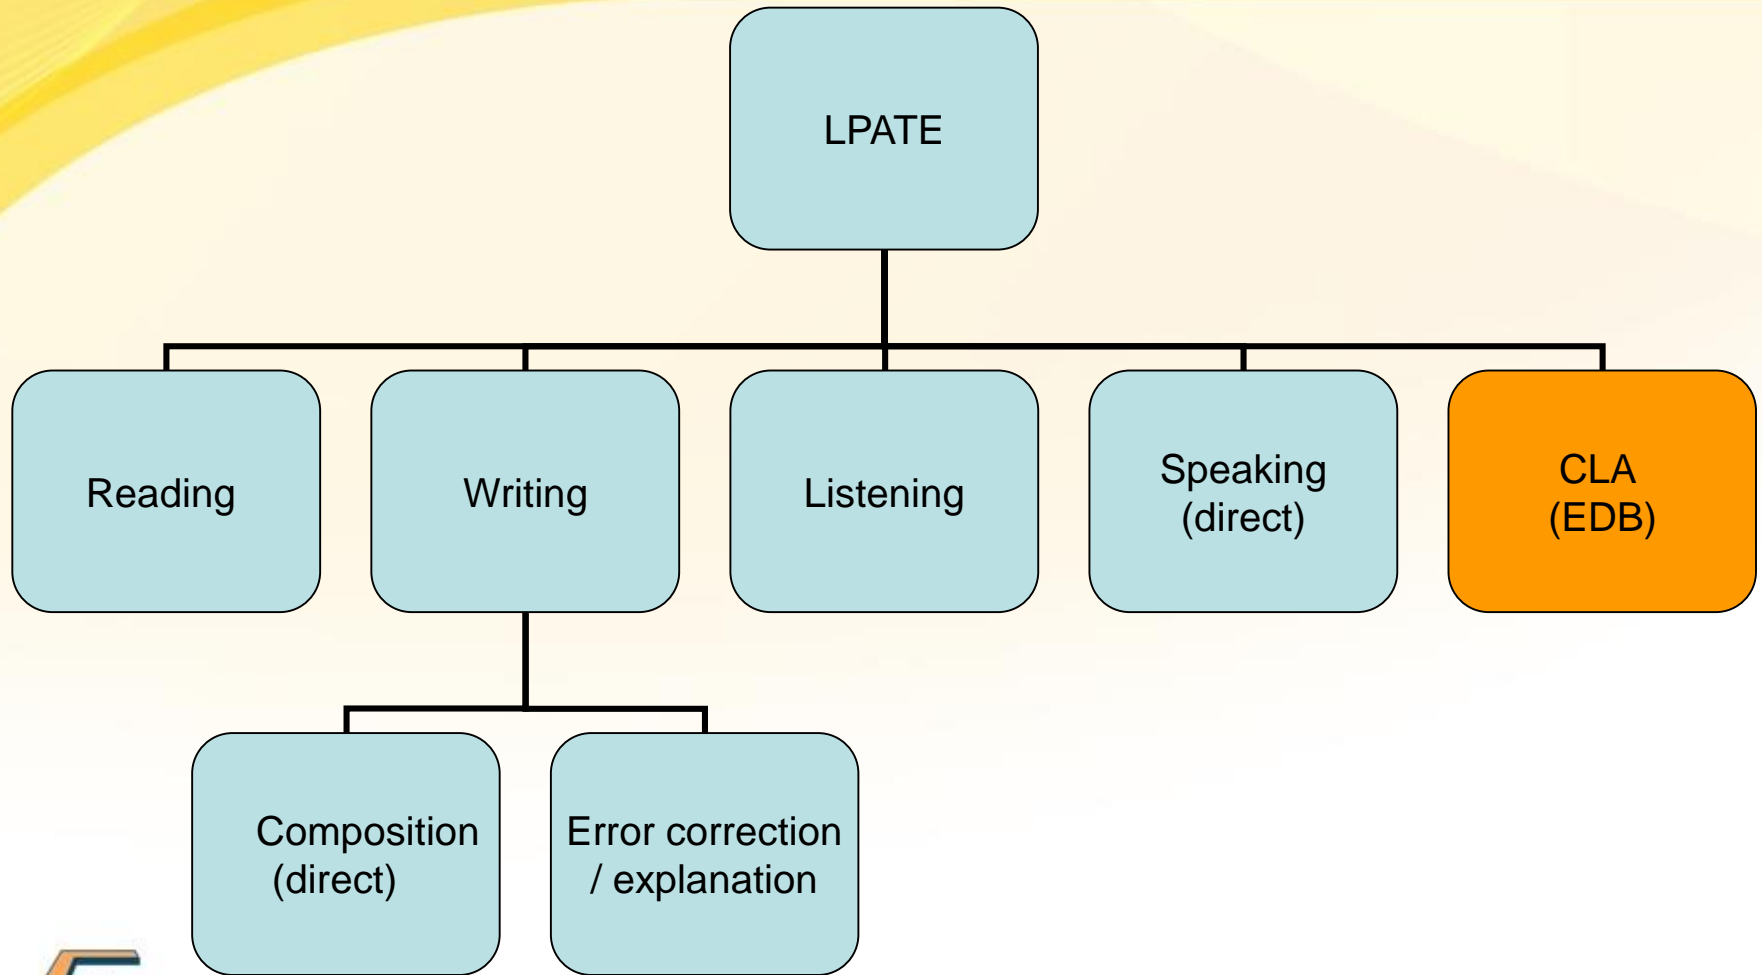 LPATE
Reading
Writing
Listening
Speaking
(direct)
CLA
(EDB)
Composition
(direct)
Error correction
/ explanation